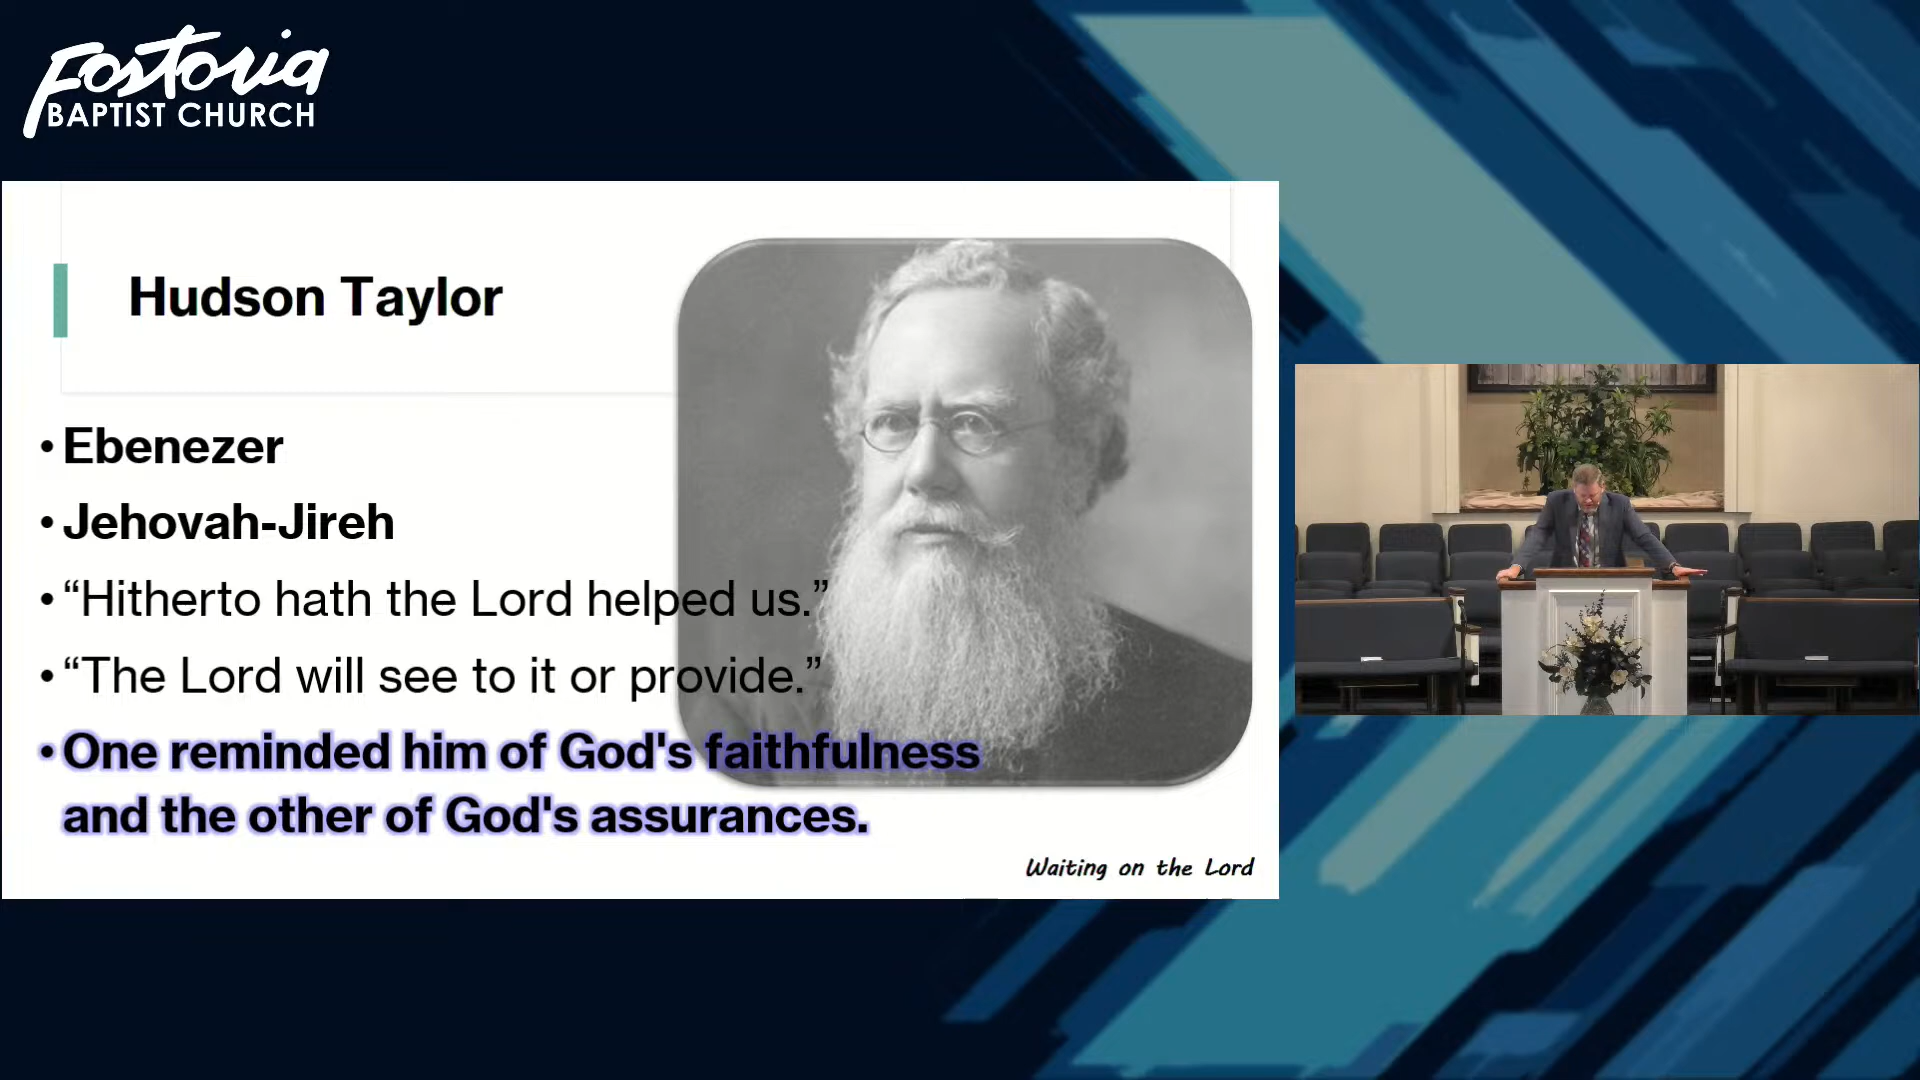 Fostoria
BAPTIST CHURCH
Hudson Taylor
•Ebenezer
•Jehovah-Jireh
•“Hitherto hath the Lord helped us.”
•“The Lord will see to it or provide.”
•One reminded him of God's faithfulness
and the other of God's assurances.
Waiting on the Lord